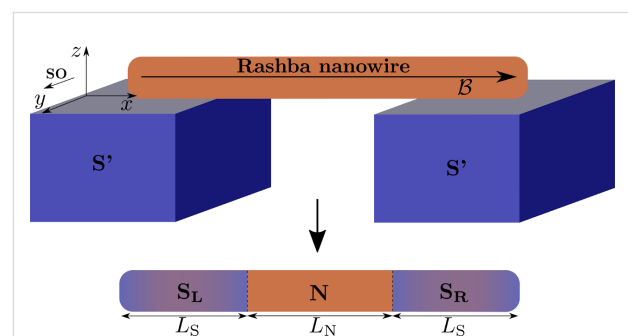 z
Rashba nanowire
so
B
y
x
S'
S'
S_L
N
S_R
L_S
L_N
L_S